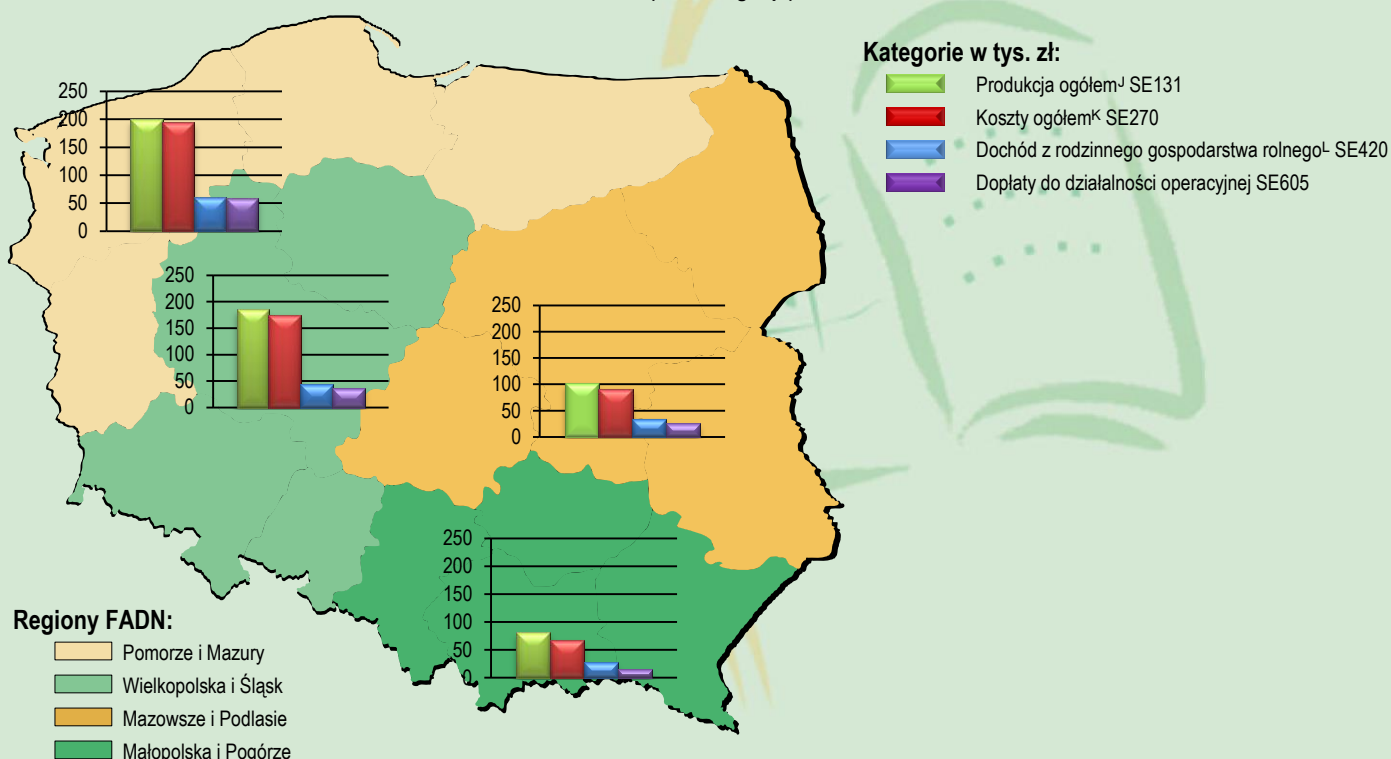 Kategorie w tys. zł:
Produkcja ogółemᴶ SE131
Koszty ogółemᴷ SE270
Dochód z rodzinnego gospodarstwa rolnegoᴸ SE420
Dopłaty do działalności operacyjnej SE605
250
200
150
100
50
0
250
200
150
100
50
0
250
200
150
100
50
0
250
200
150
100
50
0
Regiony FADN:
Pomorze i Mazury
Wielkopolska i Śląsk
Mazowsze i Podlasie
Małopolska i Pogórze